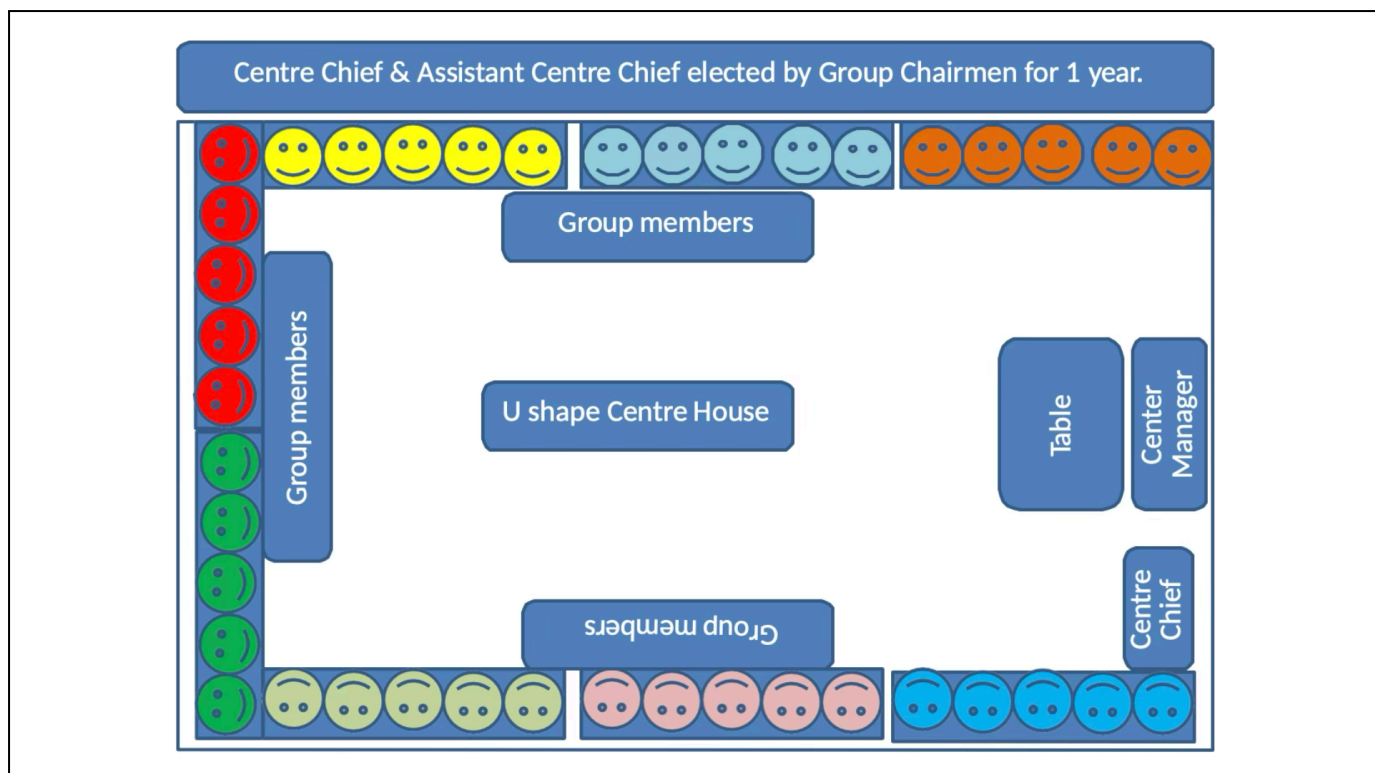 Centre Chief & Assistant Centre Chief elected by Group Chairmen for 1 year.
Group members
Group members
U shape Centre House
Table
Center
Manager
Centre
Chief
Group members